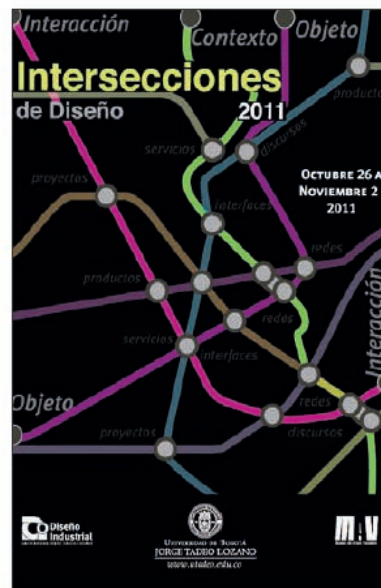 Interacción
Contexto
Objeto
Intersecciones
de Diseño
2011
producto
servicios
discursos
proyectos
OCTUBRE 26 A
NOVIEMBRE 2
2011
interfaces
redes
productos
redes
servicios
interfaces
Interacción
Objeto
redes
proyectos
discursos
Diseño
Industrial
UNIVERSIDAD DE BOGOTÁ
JORGE TADEO LOZANO
www.utadeo.edu.co